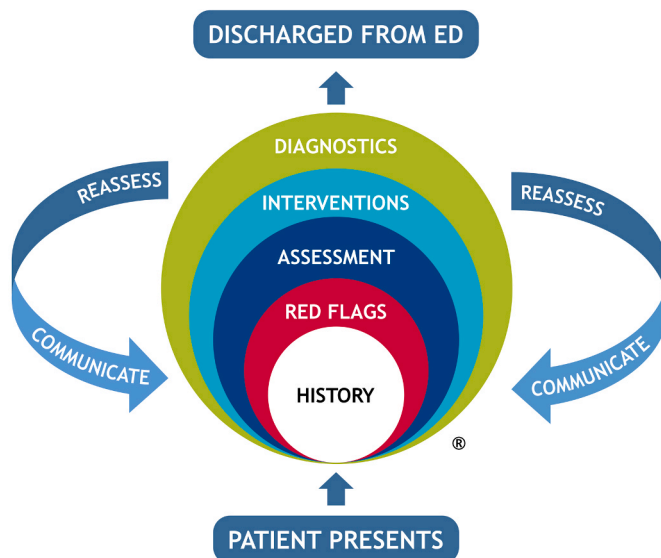 DISCHARGED FROM ED
DIAGNOSTICS
REASSESS
REASSESS
INTERVENTIONS
ASSESSMENT
RED FLAGS
COMMUNICATE
COMMUNICATE
HISTORY
®
PATIENT PRESENTS